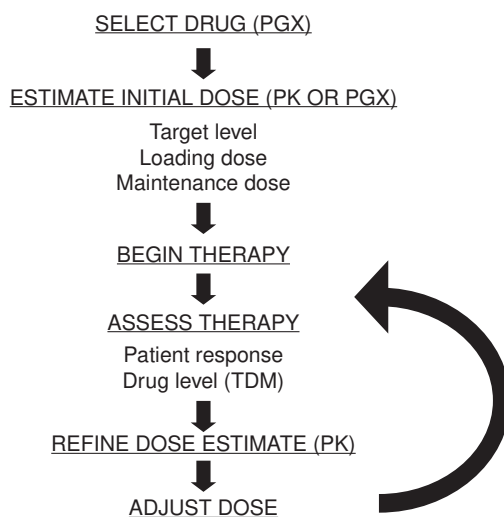 SELECT DRUG (PGX)
ESTIMATE INITIAL DOSE (PK OR PGX)
Target level
Loading dose
Maintenance dose
BEGIN THERAPY
ASSESS THERAPY
Patient response
Drug level (TDM)
REFINE DOSE ESTIMATE (PK)
ADJUST DOSE